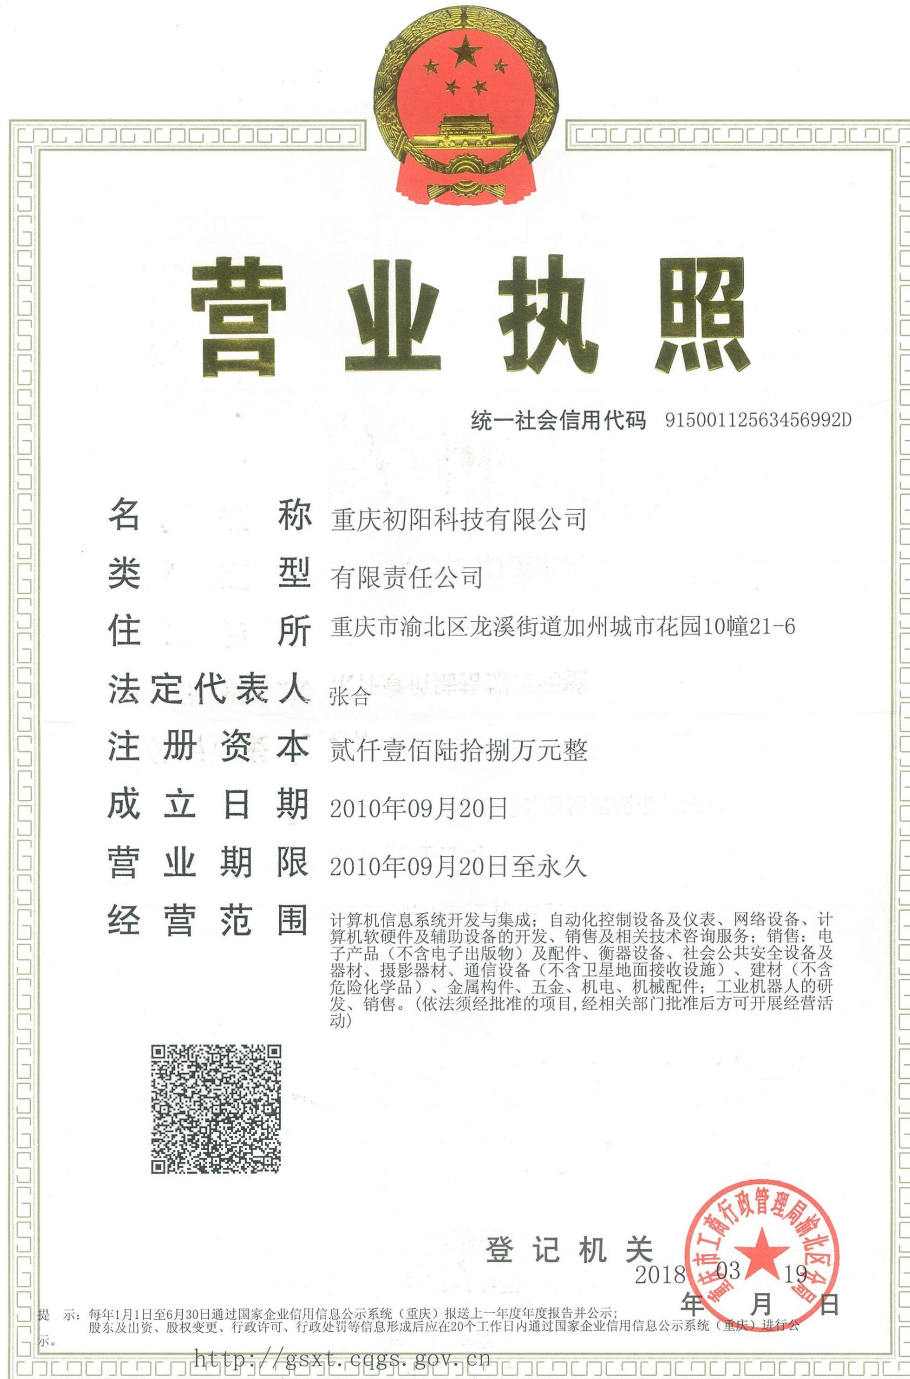 营业执照
统一社会信用代码 91500112563456992D
名称 重庆初阳科技有限公司
类型 有限责任公司
住所 重庆市渝北区龙溪街道加州城市花园10幢21-6
法定代表人 张合
注册资本 贰仟壹佰陆拾捌万元整
成立日期 2010年09月20日
营业期限 2010年09月20日至永久
经营范围 计算机信息系统开发与集成；自动化控制设备及仪表、网络设备、计
算机软硬件及辅助设备的开发、销售及相关技术咨询服务；销售：电
子产品（不含电子出版物）及配件、衡器设备、社会公共安全设备及
器材、摄影器材、通信设备（不含卫星地面接收设施）、建材（不含
危险化学品）、金属构件、五金、机电、机械配件；工业机器人的研
发、销售。(依法须经批准的项目,经相关部门批准后方可开展经营活
动)
重庆市工商行政管理局渝北区分局
登记机关
2018年03月19日
提示：每年1月1日至6月30日通过国家企业信用信息公示系统（重庆）报送上一年度年度报告并公示；
股东及出资、股权变更、行政许可、行政处罚等信息形成后应在20个工作日内通过国家企业信用信息公示系统（重庆）进行公
示。
http://gsxt.cqgs.gov.cn